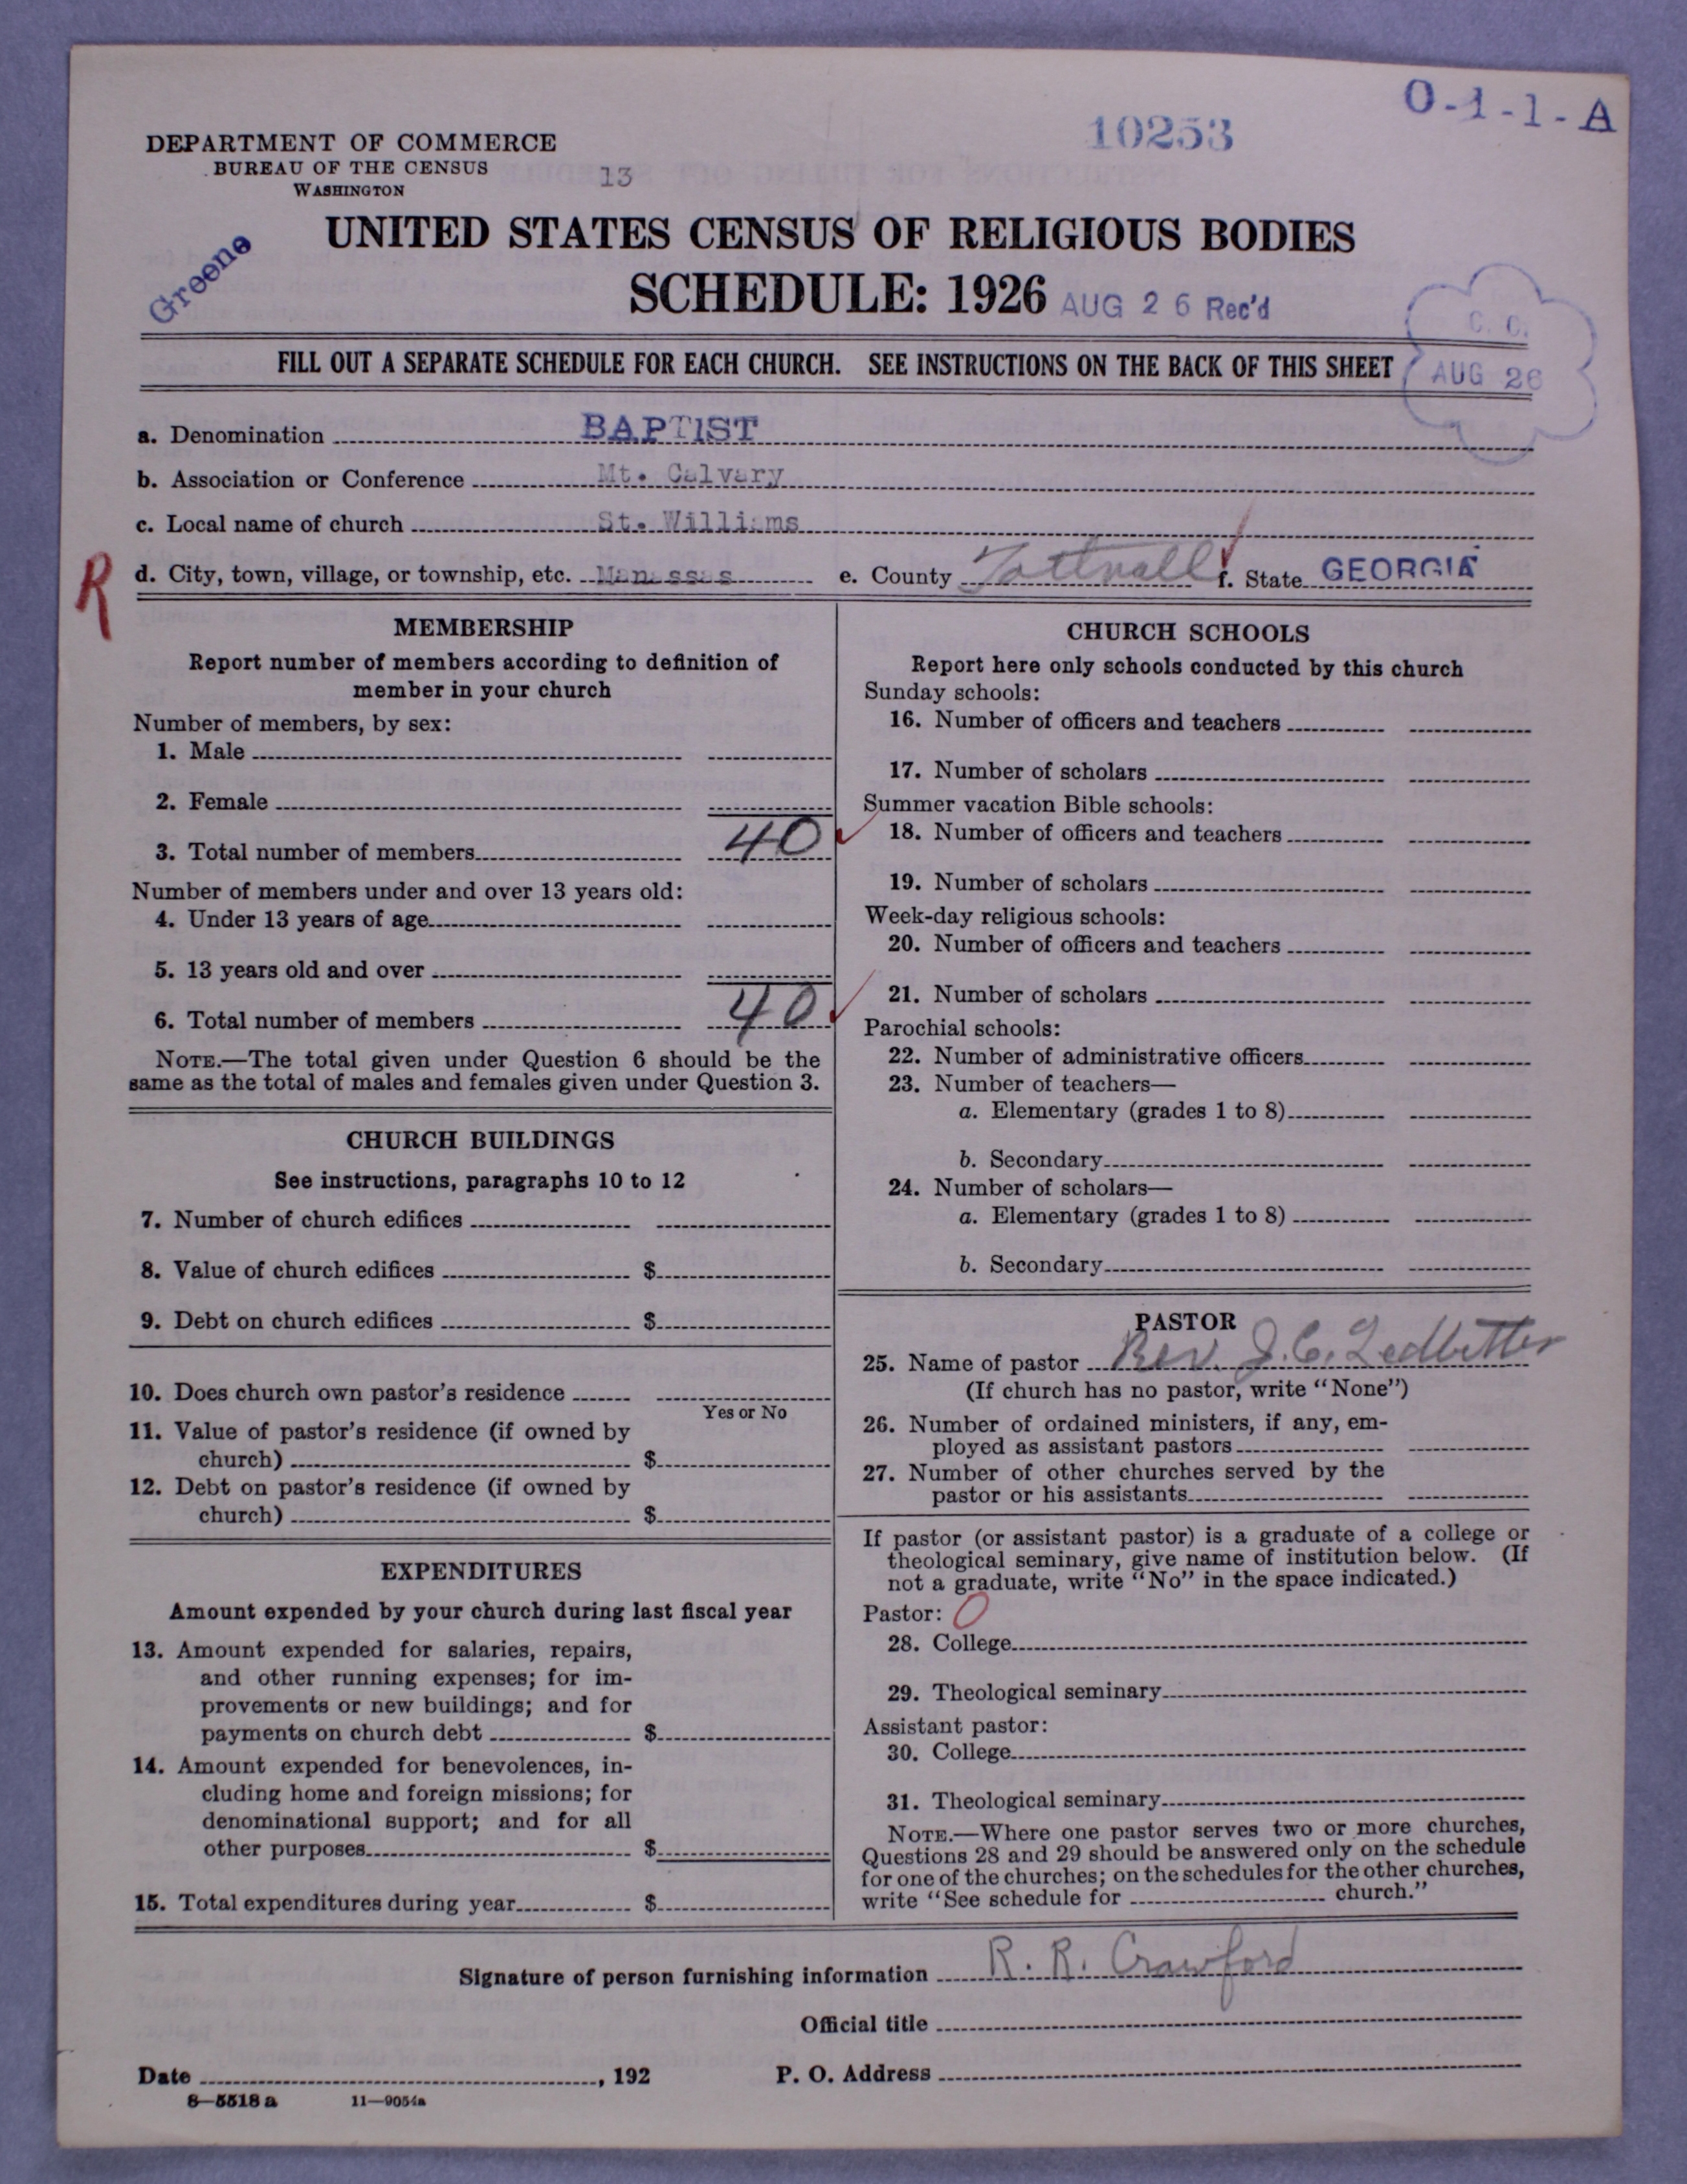 O-1-1-A
10253
DEPARTMENT OF COMMERCE
BUREAU OF THE CENSUS
WASHINGTON
13
Greene
UNITED STATES CENSUS OF RELIGIOUS BODIES
SCHEDULE: 1926 AUG 26 Rec'd
C. C.
AUG 26
FILL OUT A SEPARATE SCHEDULE FOR EACH CHURCH. SEE INSTRUCTIONS ON THE BACK OF THIS SHEET
a. Denomination BAPTIST
b. Association or Conference Mt. Calvary
c. Local name of church St. Williams
R
d. City, town, village, or township, etc. Manassas e. County Tattnall f. State GEORGIA
MEMBERSHIP
Report number of members according to definition of
member in your church
Number of members, by sex:
1. Male
2. Female
3. Total number of members 40
Number of members under and over 13 years old:
4. Under 13 years of age
5. 13 years old and over
6. Total number of members 40
NOTE.—The total given under Question 6 should be the
same as the total of males and females given under Question 3.
CHURCH BUILDINGS
See instructions, paragraphs 10 to 12
7. Number of church edifices
8. Value of church edifices $
9. Debt on church edifices $
10. Does church own pastor's residence
Yes or No
11. Value of pastor's residence (if owned by
church) $
12. Debt on pastor's residence (if owned by
church) $
EXPENDITURES
Amount expended by your church during last fiscal year
13. Amount expended for salaries, repairs,
and other running expenses; for im-
provements or new buildings; and for
payments on church debt $
14. Amount expended for benevolences, in-
cluding home and foreign missions; for
denominational support; and for all
other purposes $
15. Total expenditures during year $
CHURCH SCHOOLS
Report here only schools conducted by this church
Sunday schools:
16. Number of officers and teachers
17. Number of scholars
Summer vacation Bible schools:
18. Number of officers and teachers
19. Number of scholars
Week-day religious schools:
20. Number of officers and teachers
21. Number of scholars
Parochial schools:
22. Number of administrative officers
23. Number of teachers—
a. Elementary (grades 1 to 8)
b. Secondary
24. Number of scholars—
a. Elementary (grades 1 to 8)
b. Secondary
PASTOR
25. Name of pastor Rev. J. C. Ledbetter
(If church has no pastor, write "None")
26. Number of ordained ministers, if any, em-
ployed as assistant pastors
27. Number of other churches served by the
pastor or his assistants
If pastor (or assistant pastor) is a graduate of a college or
theological seminary, give name of institution below. (If
not a graduate, write "No" in the space indicated.)
Pastor: 0
28. College
29. Theological seminary
Assistant pastor:
30. College
31. Theological seminary
NOTE.—Where one pastor serves two or more churches,
Questions 28 and 29 should be answered only on the schedule
for one of the churches; on the schedules for the other churches,
write "See schedule for church."
Signature of person furnishing information R. R. Crawford
Official title
Date , 192 P. O. Address
8—5518 a 11—9054a